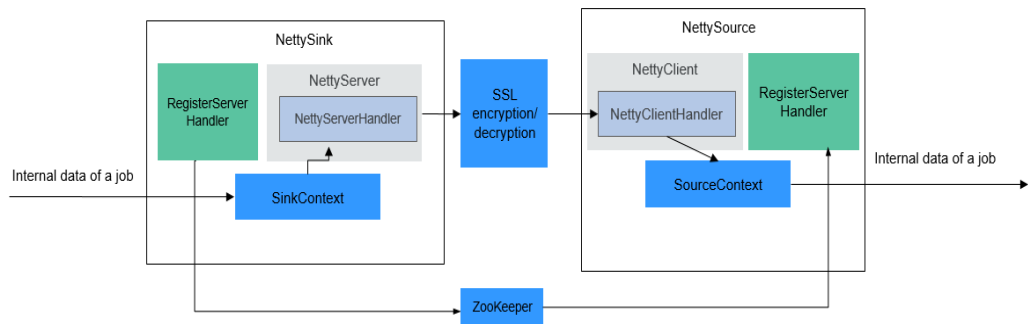 NettySink
NettySource
NettyServer
NettyClient
RegisterServer
Handler
NettyServerHandler
SSL
encryption/
decryption
NettyClientHandler
RegisterServer
Handler
Internal data of a job
SinkContext
SourceContext
Internal data of a job
ZooKeeper